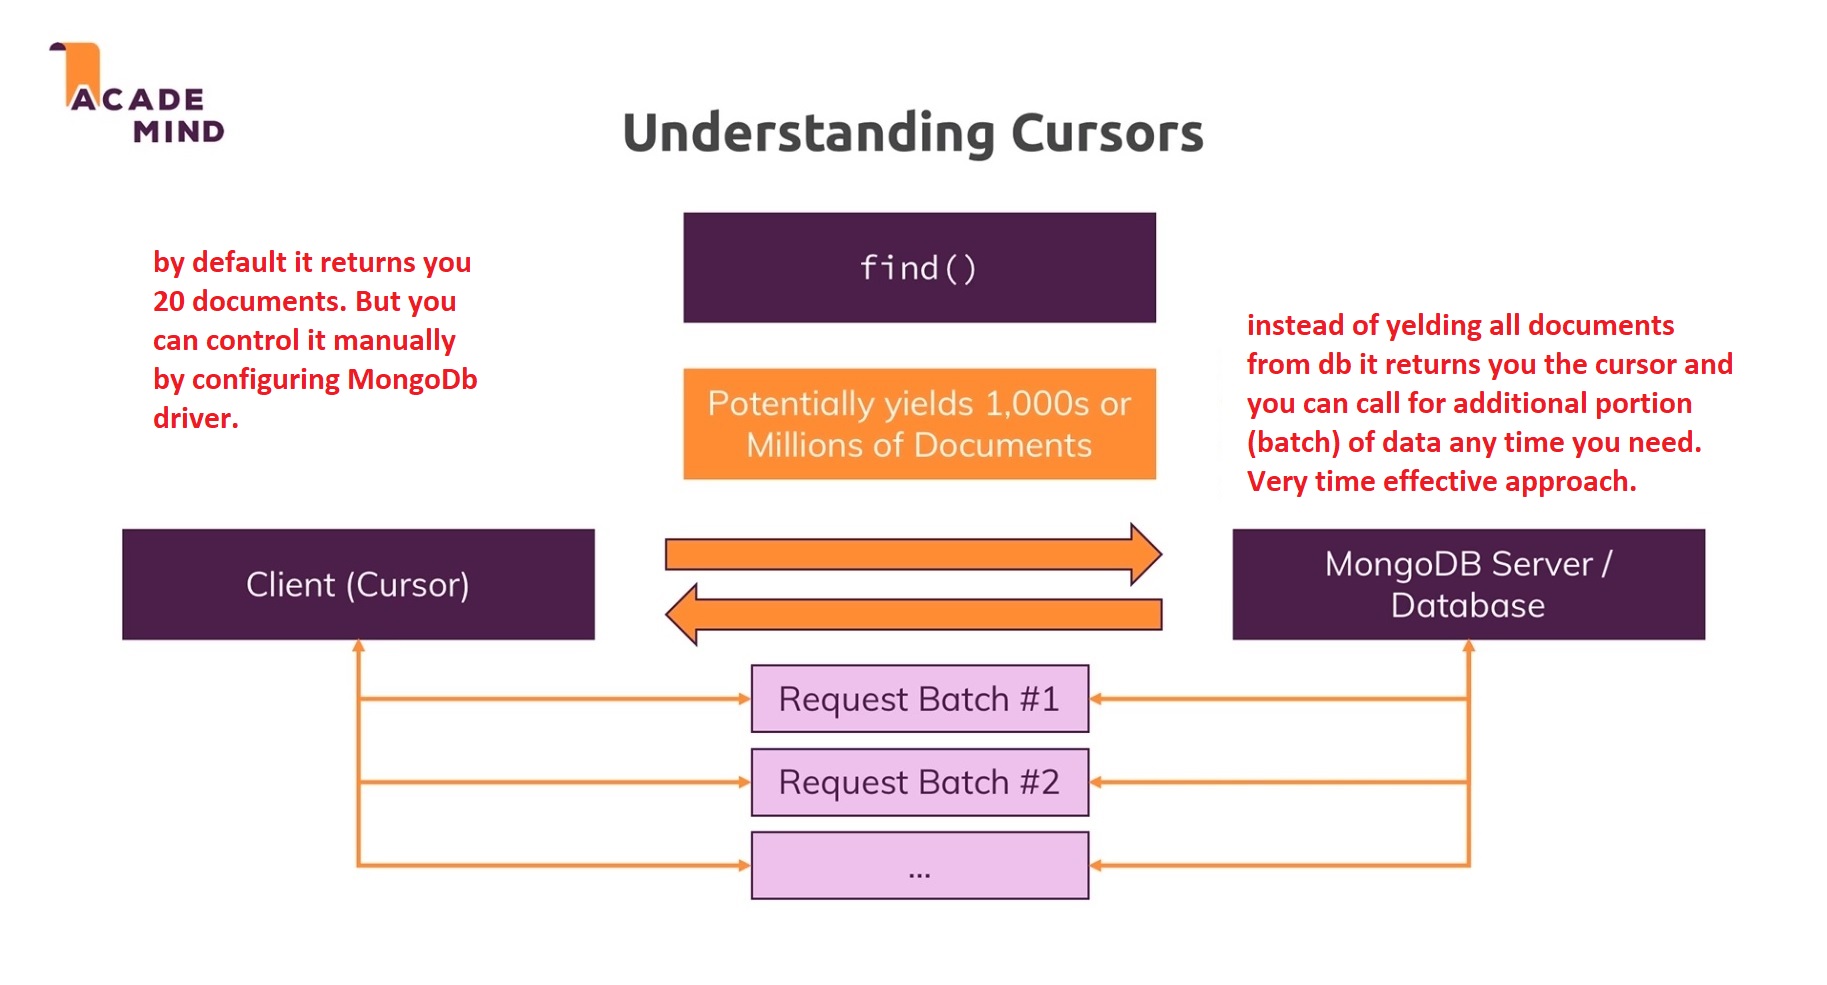 ACADE
MIND
Understanding Cursors
find()
by default it returns you
20 documents. But you
can control it manually
by configuring MongoDb
driver.
Potentially yields 1,000s or
Millions of Documents
instead of yelding all documents
from db it returns you the cursor and
you can call for additional portion
(batch) of data any time you need.
Very time effective approach.
Client (Cursor)
MongoDB Server /
Database
Request Batch #1
Request Batch #2
...